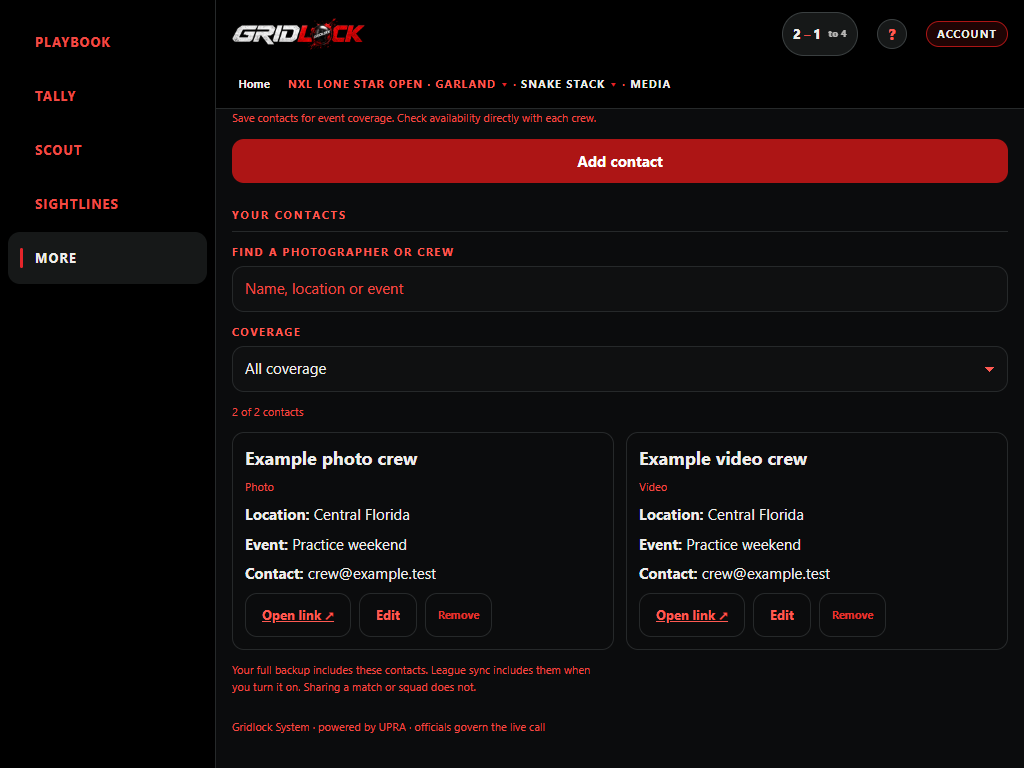 PLAYBOOK
TALLY
SCOUT
SIGHTLINES
MORE
GRIDLOCK
2 – 1 to 4
?
ACCOUNT
Home NXL LONE STAR OPEN · GARLAND ▾ · SNAKE STACK ▾ · MEDIA
Save contacts for event coverage. Check availability directly with each crew.
Add contact
YOUR CONTACTS
FIND A PHOTOGRAPHER OR CREW
Name, location or event
COVERAGE
All coverage
2 of 2 contacts
Example photo crew
Photo
Location: Central Florida
Event: Practice weekend
Contact: crew@example.test
Open link ↗ Edit Remove
Example video crew
Video
Location: Central Florida
Event: Practice weekend
Contact: crew@example.test
Open link ↗ Edit Remove
Your full backup includes these contacts. League sync includes them when
you turn it on. Sharing a match or squad does not.
Gridlock System · powered by UPRA · officials govern the live call